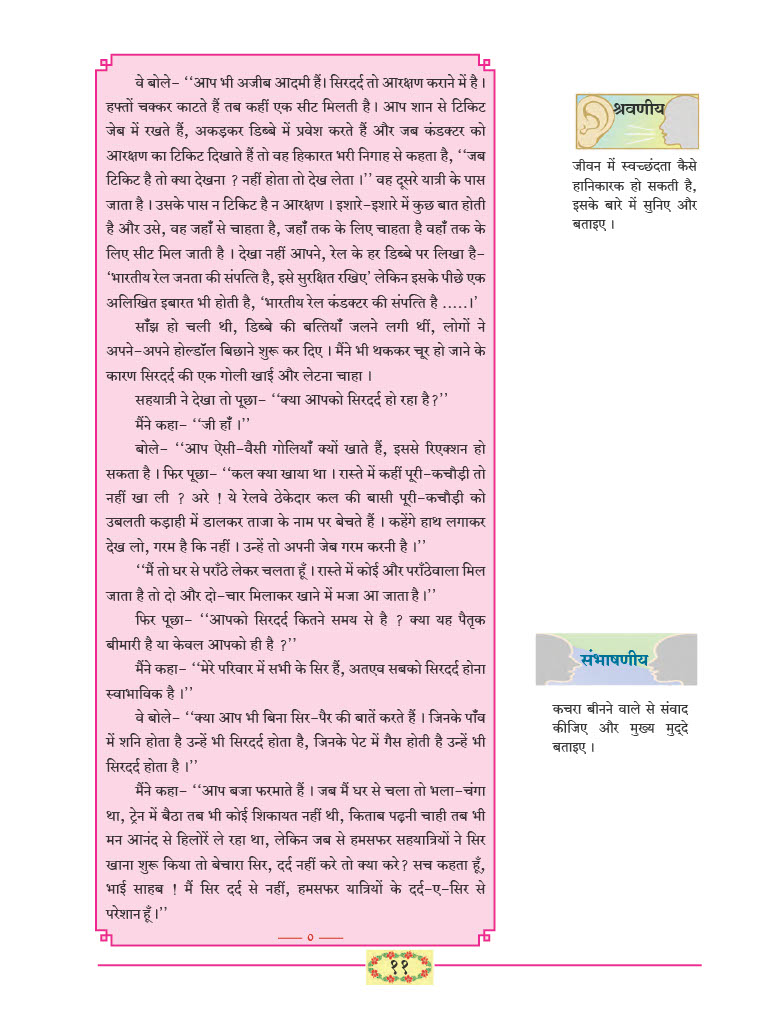 वे बोले- ‘‘आप भी अजीब आदमी हैं। सिरदर्द तो आरक्षण कराने में है ।
हफ्तों चक्कर काटते हैं तब कहीं एक सीट मिलती है । आप शान से टिकिट
जेब में रखते हैं, अकड़कर डिब्बे में प्रवेश करते हैं और जब कंडक्टर को
आरक्षण का टिकिट दिखाते हैं तो वह हिकारत भरी निगाह से कहता है, ‘‘जब
टिकिट है तो क्या देखना ? नहीं होता तो देख लेता ।’’ वह दूसरे यात्री के पास
जाता है । उसके पास न टिकिट है न आरक्षण । इशारे-इशारे में कुछ बात होती
है और उसे, वह जहाँ से चाहता है, जहाँ तक के लिए चाहता है वहाँ तक के
लिए सीट मिल जाती है । देखा नहीं आपने, रेल के हर डिब्बे पर लिखा है-
‘भारतीय रेल जनता की संपत्ति है, इसे सुरक्षित रखिए’ लेकिन इसके पीछे एक
अलिखित इबारत भी होती है, ‘भारतीय रेल कंडक्टर की संपत्ति है .....।’
साँझ हो चली थी, डिब्बे की बत्तियाँ जलने लगी थीं, लोगों ने
अपने-अपने होल्डॉल बिछाने शुरू कर दिए । मैंने भी थककर चूर हो जाने के
कारण सिरदर्द की एक गोली खाई और लेटना चाहा ।
सहयात्री ने देखा तो पूछा- ‘‘क्या आपको सिरदर्द हो रहा है?’’
मैंने कहा- ‘‘जी हाँ ।’’
बोले- ‘‘आप ऐसी-वैसी गोलियाँ क्यों खाते हैं, इससे रिएक्शन हो
सकता है । फिर पूछा- ‘‘कल क्या खाया था । रास्ते में कहीं पूरी-कचौड़ी तो
नहीं खा ली ? अरे ! ये रेलवे ठेकेदार कल की बासी पूरी-कचौड़ी को
उबलती कड़ाही में डालकर ताजा के नाम पर बेचते हैं । कहेंगे हाथ लगाकर
देख लो, गरम है कि नहीं । उन्हें तो अपनी जेब गरम करनी है ।’’
‘‘मैं तो घर से पराँठे लेकर चलता हूँ । रास्ते में कोई और पराँठेवाला मिल
जाता है तो दो और दो-चार मिलाकर खाने में मजा आ जाता है ।’’
फिर पूछा- ‘‘आपको सिरदर्द कितने समय से है ? क्या यह पैतृक
बीमारी है या केवल आपको ही है ?’’
मैंने कहा- ‘‘मेरे परिवार में सभी के सिर हैं, अतएव सबको सिरदर्द होना
स्वाभाविक है ।’’
वे बोले- ‘‘क्या आप भी बिना सिर-पैर की बातें करते हैं । जिनके पाँव
में शनि होता है उन्हें भी सिरदर्द होता है, जिनके पेट में गैस होती है उन्हें भी
सिरदर्द होता है ।’’
मैंने कहा- ‘‘आप बजा फरमाते हैं । जब मैं घर से चला तो भला-चंगा
था, ट्रेन में बैठा तब भी कोई शिकायत नहीं थी, किताब पढ़नी चाही तब भी
मन आनंद से हिलोरें ले रहा था, लेकिन जब से हमसफर सहयात्रियों ने सिर
खाना शुरू किया तो बेचारा सिर, दर्द नहीं करे तो क्या करे? सच कहता हूँ,
भाई साहब ! मैं सिर दर्द से नहीं, हमसफर यात्रियों के दर्द-ए-सिर से
परेशान हूँ ।’’
०
श्रवणीय
जीवन में स्वच्छंदता कैसे
हानिकारक हो सकती है,
इसके बारे में सुनिए और
बताइए ।
संभाषणीय
कचरा बीनने वाले से संवाद
कीजिए और मुख्य मुद्दे
बताइए ।
११